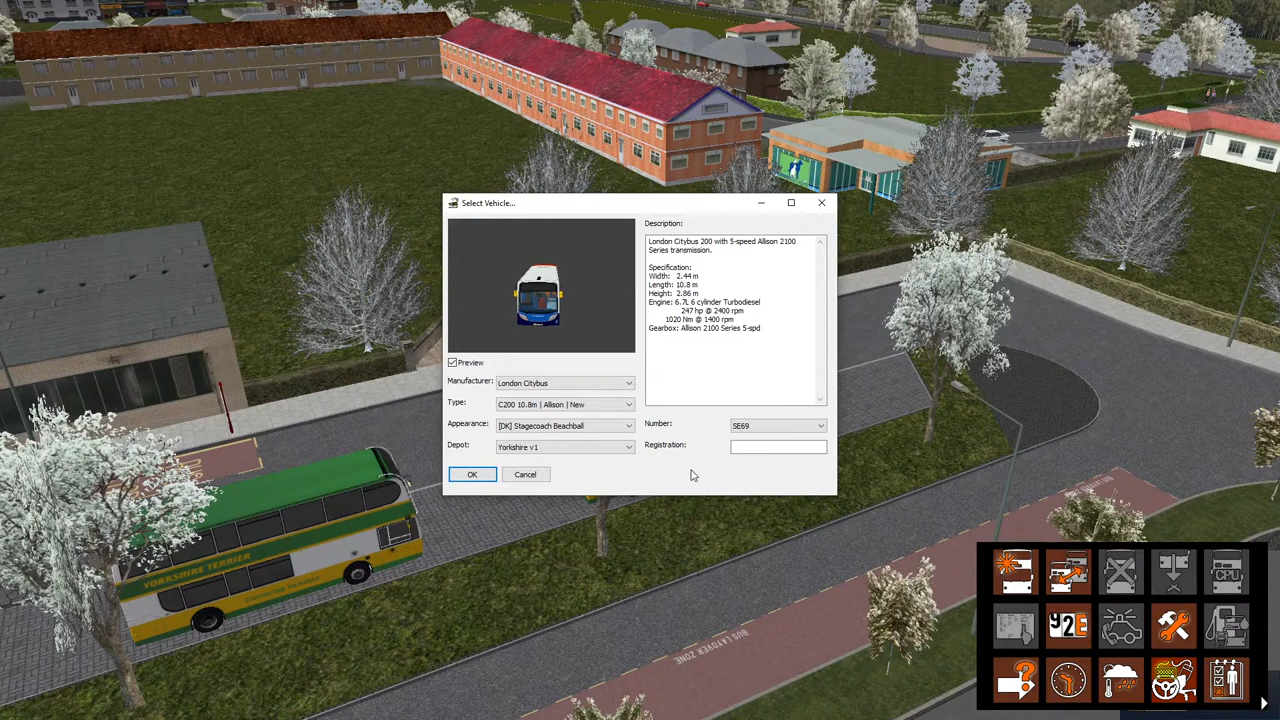 Select Vehicle...
Description:
London Citybus 200 with 5-speed Allison 2100
Series transmission.
Specification:
Width: 2.44 m
Length: 10.8 m
Height: 2.86 m
Engine: 6.7L 6 cylinder Turbodiesel
247 hp @ 2400 rpm
1020 Nm @ 1400 rpm
Gearbox: Allison 2100 Series 5-spd
Preview
Manufacturer: London Citybus
Type: C200 10.8m | Allison | New
Appearance: [DK] Stagecoach Beachball
Number: SE69
Depot: Yorkshire v1
Registration:
OK
Cancel
YORKSHIRE TERRIER
BUS LAYOVER ZONE
CPU
92E